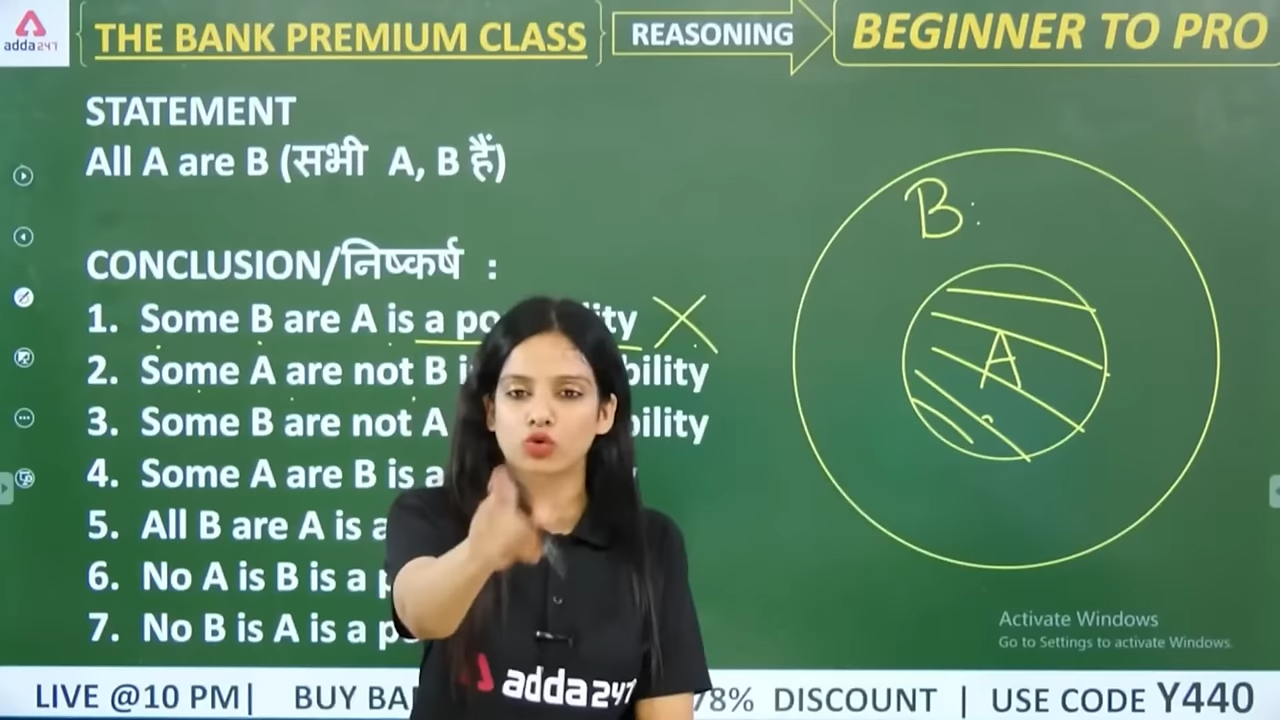 adda247
THE BANK PREMIUM CLASS
REASONING
BEGINNER TO PRO
STATEMENT
All A are B (सभी A, B हैं)
CONCLUSION/निष्कर्ष :
1. Some B are A is a
2. Some A are not B
3. Some B are not A
4. Some A are B is a
5. All B are A is a
6. No A is B is a
7. No B is A is a
B
A
Activate Windows
Go to Settings to activate Windows.
adda247
LIVE @10 PM| BUY 78% DISCOUNT | USE CODE Y440